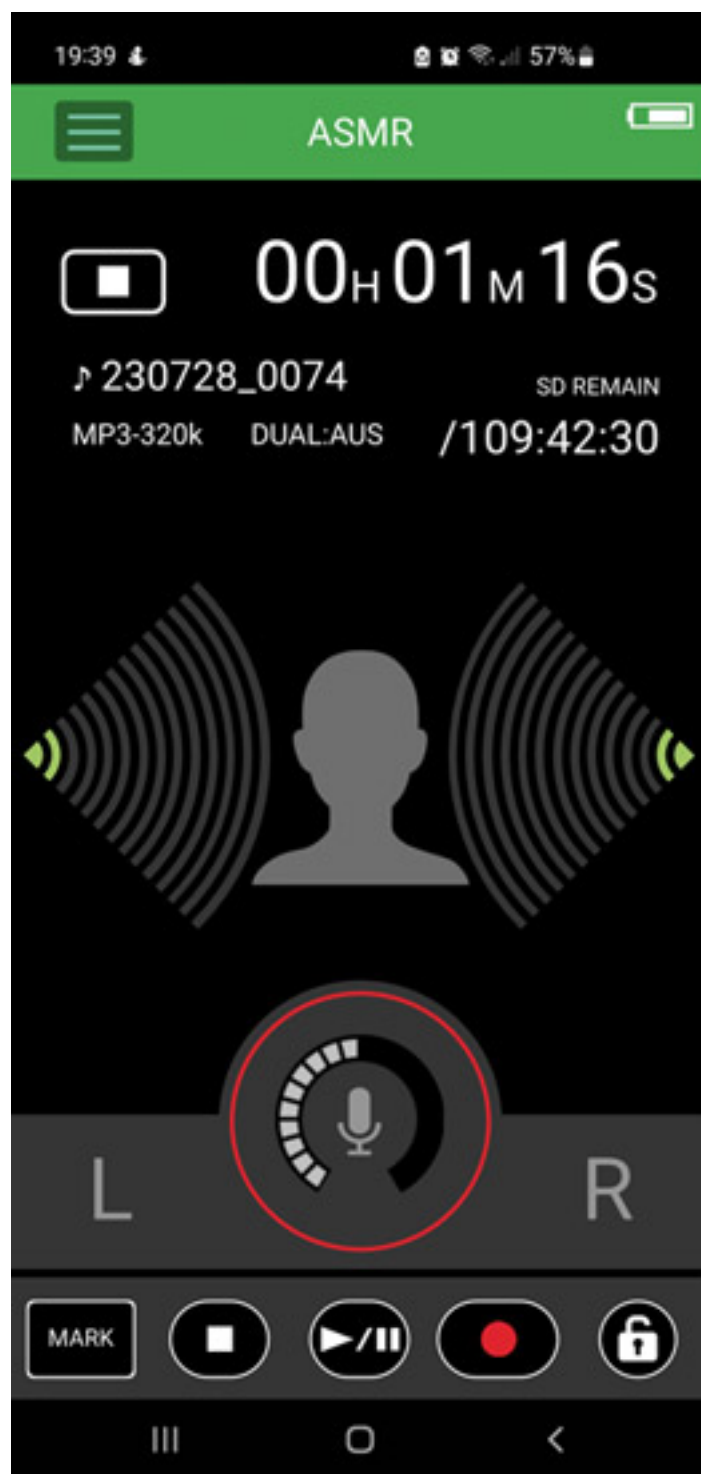 19:39 57%
ASMR
00H 01M 16S
230728_0074
SD REMAIN
MP3-320k DUAL:AUS /109:42:30
L R
MARK